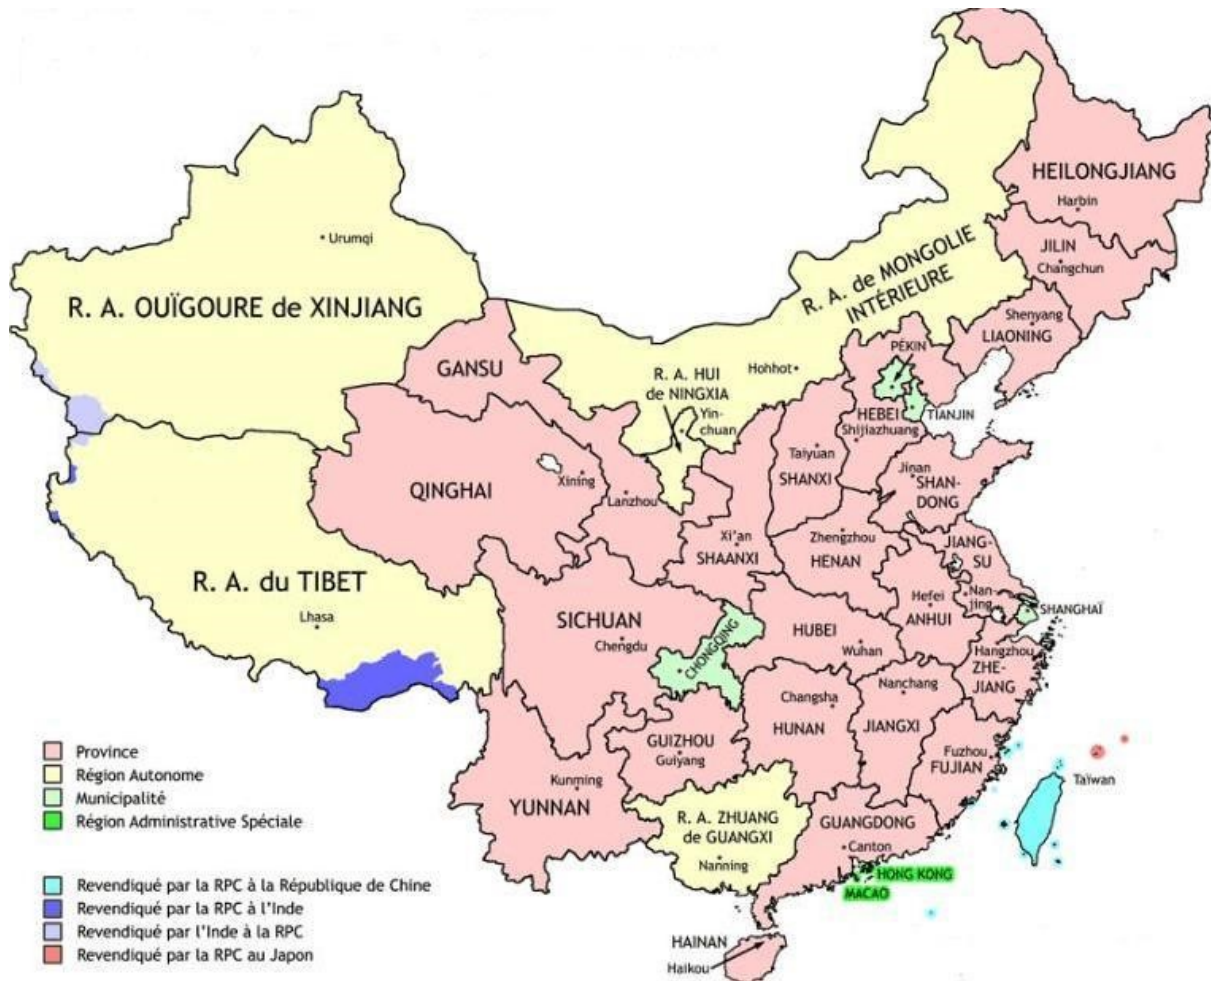 HEILONGJIANG
Harbin
JILIN
Changchun
Urumqi
R. A. de MONGOLIE
INTÉRIEURE
R. A. OUÏGOURE de XINJIANG
Shenyang
LIAONING
PÉKIN
GANSU
R. A. HUI
de NINGXIA
Hohhot
Yin-
chuan
HEBEI
TIANJIN
Shijiazhuang
Taiyuan
SHANXI
Jinan
SHAN-
DONG
QINGHAI
Xining
Lanzhou
Xi'an
SHAANXI
Zhengzhou
HENAN
JIANG-
SU
R. A. du TIBET
Lhasa
Hefei
ANHUI
Nan-
jing
SHANGHAÏ
SICHUAN
Chengdu
CHONGQING
HUBEI
Wuhan
Hangzhou
ZHE-
JIANG
Changsha
HUNAN
Nanchang
JIANGXI
GUIZHOU
Guiyang
Fuzhou
FUJIAN
Taïwan
Kunming
YUNNAN
R. A. ZHUANG
de GUANGXI
Nanning
GUANGDONG
Canton
HONG KONG
MACAO
HAINAN
Haikou
Province
Région Autonome
Municipalité
Région Administrative Spéciale
Revendiqué par la RPC à la République de Chine
Revendiqué par la RPC à l'Inde
Revendiqué par l'Inde à la RPC
Revendiqué par la RPC au Japon